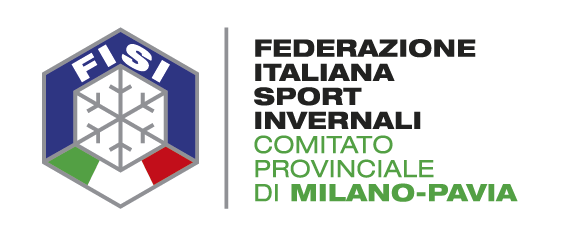 FISI
FEDERAZIONE
ITALIANA
SPORT
INVERNALI
COMITATO
PROVINCIALE
DI MILANO-PAVIA